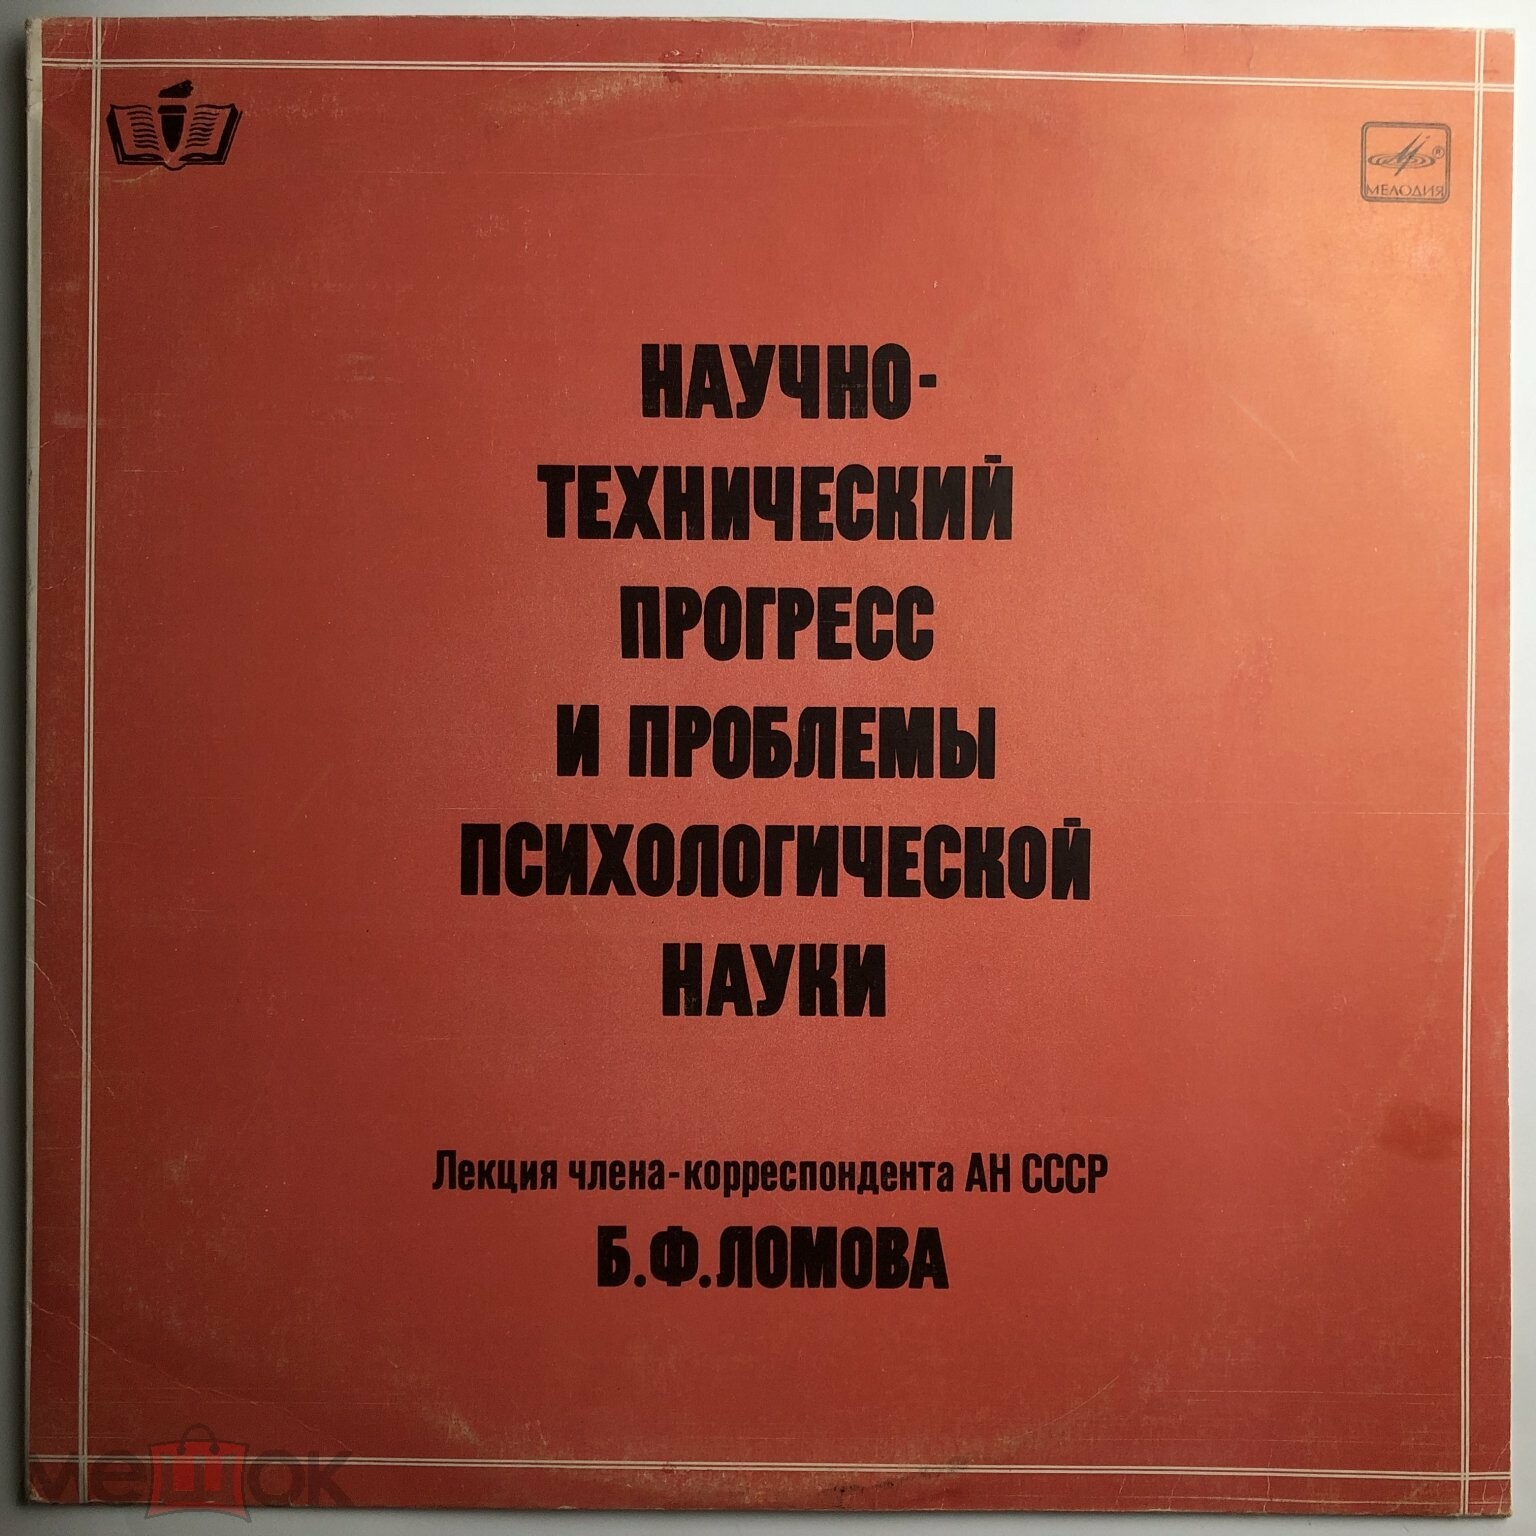 МЕЛОДИЯ
НАУЧНО-
ТЕХНИЧЕСКИЙ
ПРОГРЕСС
И ПРОБЛЕМЫ
ПСИХОЛОГИЧЕСКОЙ
НАУКИ
Лекция члена-корреспондента АН СССР
Б.Ф.ЛОМОВА
мешок